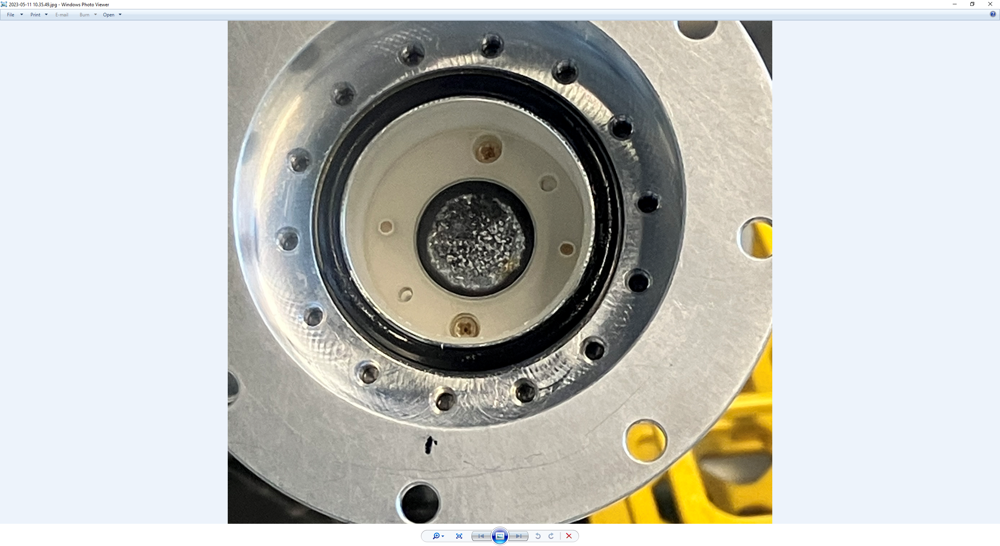 2023-05-11 10.35.49.jpg - Windows Photo Viewer
File Print E-mail Burn Open